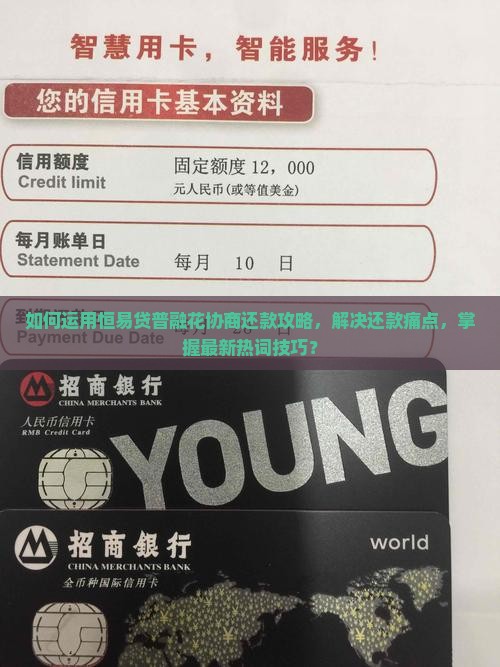 智慧用卡，智能服务！
您的信用卡基本资料
信用额度
Credit limit
固定额度 12，000
元人民币(或等值美金)
每月账单日
Statement Date
每月 10 日
如何运用恒易贷普融花协商还款攻略，解决还款痛点，掌
握最新热词技巧？
Payment Due Date
招商銀行
CHINA MERCHANTS BANK
人民币信用卡
RMB Credit Card
YOUNG
招商銀行
CHINA MERCHANTS BANK
全币种国际信用卡
world